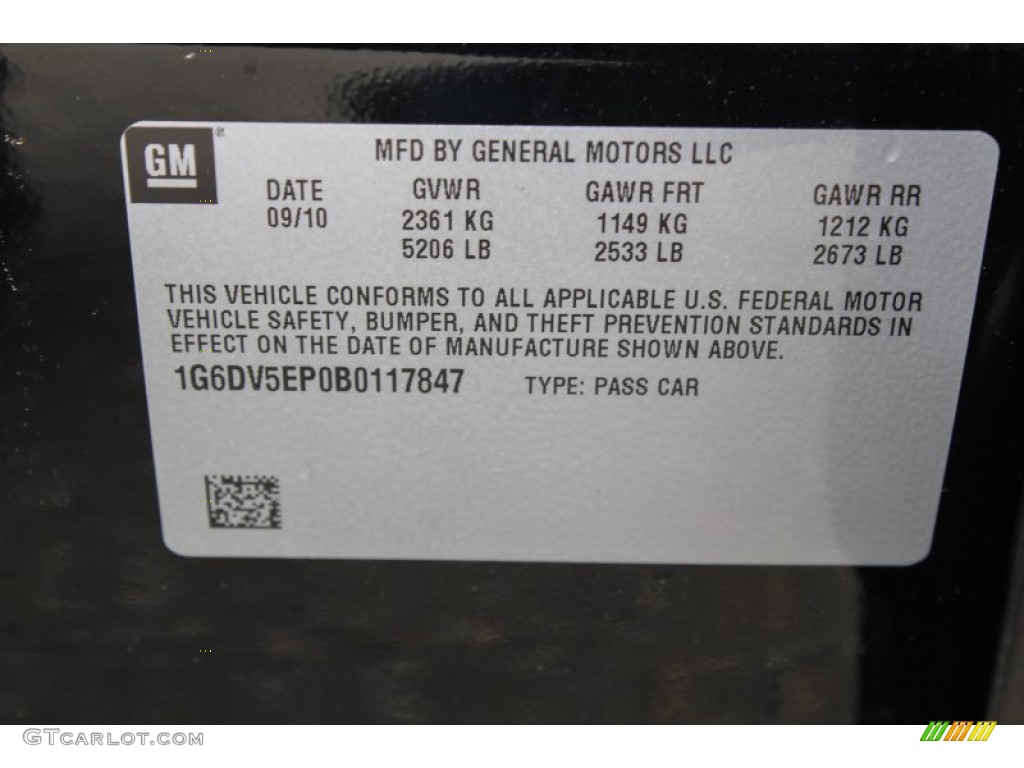 GM
MFD BY GENERAL MOTORS LLC
DATE GVWR GAWR FRT GAWR RR
09/10 2361 KG 1149 KG 1212 KG
5206 LB 2533 LB 2673 LB
THIS VEHICLE CONFORMS TO ALL APPLICABLE U.S. FEDERAL MOTOR
VEHICLE SAFETY, BUMPER, AND THEFT PREVENTION STANDARDS IN
EFFECT ON THE DATE OF MANUFACTURE SHOWN ABOVE.
1G6DV5EP0B0117847 TYPE: PASS CAR
GTCARLOT.COM